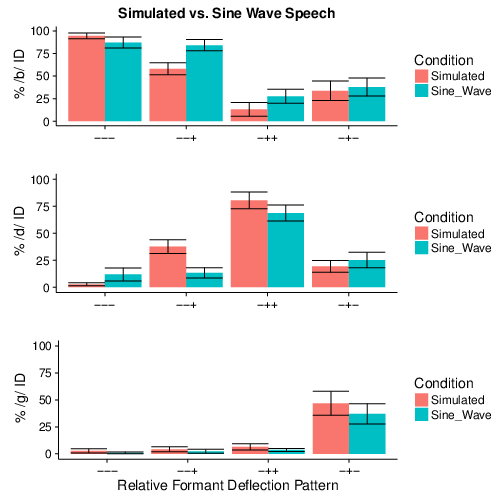 Simulated vs. Sine Wave Speech
% /b/ ID
100
75
50
25
0
−−−
−−+
−++
−+−
Condition
Simulated
Sine_Wave
% /d/ ID
100
75
50
25
0
−−−
−−+
−++
−+−
Condition
Simulated
Sine_Wave
% /g/ ID
100
75
50
25
0
−−−
−−+
−++
−+−
Condition
Simulated
Sine_Wave
Relative Formant Deflection Pattern